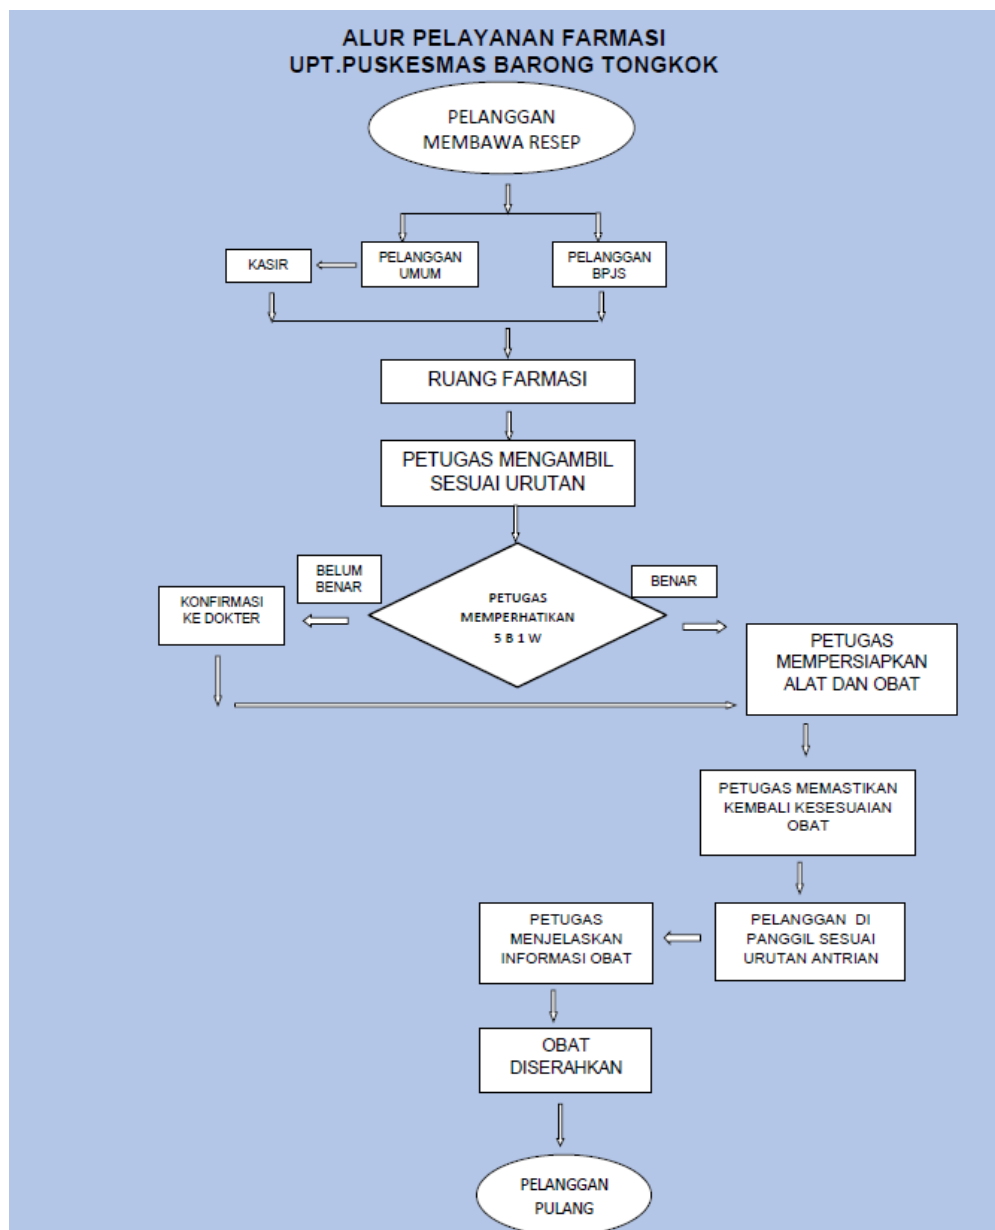 ALUR PELAYANAN FARMASI
UPT.PUSKESMAS BARONG TONGKOK
PELANGGAN
MEMBAWA RESEP
KASIR
PELANGGAN
UMUM
PELANGGAN
BPJS
RUANG FARMASI
PETUGAS MENGAMBIL
SESUAI URUTAN
BELUM
BENAR
BENAR
KONFIRMASI
KE DOKTER
PETUGAS
MEMPERHATIKAN
5 B 1 W
PETUGAS
MEMPERSIAPKAN
ALAT DAN OBAT
PETUGAS MEMASTIKAN
KEMBALI KESESUAIAN
OBAT
PETUGAS
MENJELASKAN
INFORMASI OBAT
PELANGGAN DI
PANGGIL SESUAI
URUTAN ANTRIAN
OBAT
DISERAHKAN
PELANGGAN
PULANG